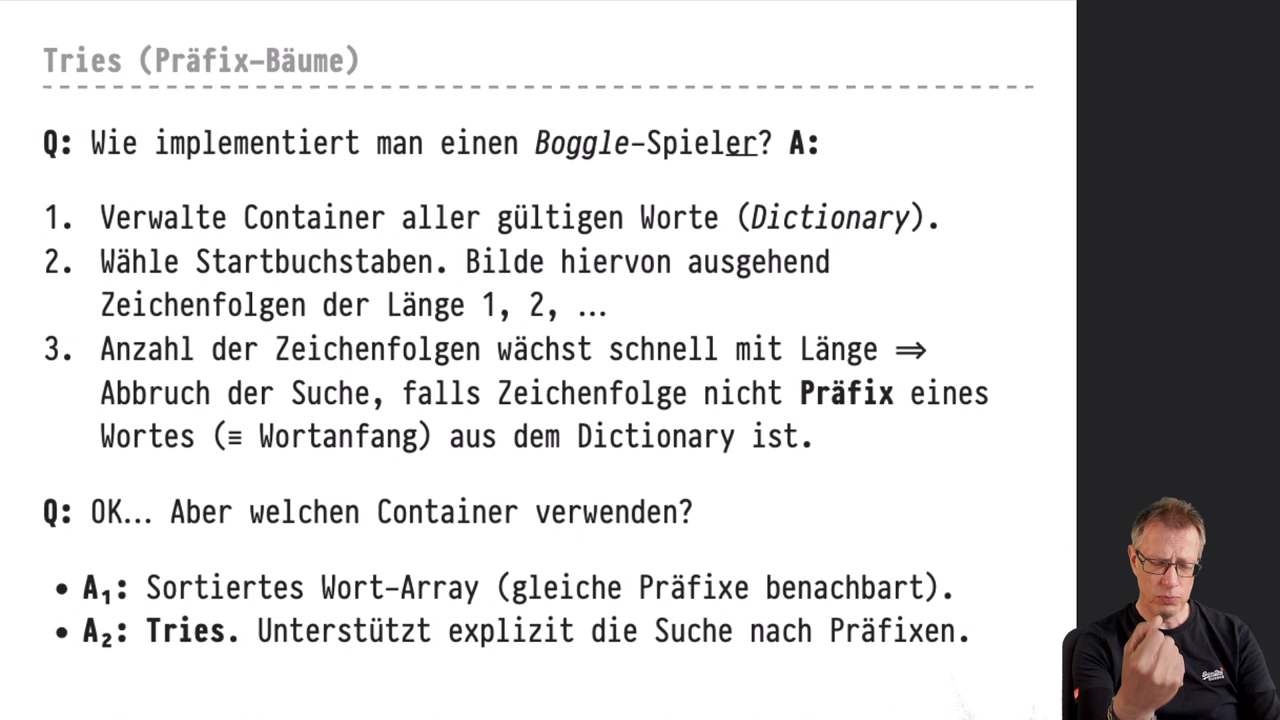 Tries (Präfix-Bäume)
Q: Wie implementiert man einen Boggle-Spieler? A:
1. Verwalte Container aller gültigen Worte (Dictionary).
2. Wähle Startbuchstaben. Bilde hiervon ausgehend
Zeichenfolgen der Länge 1, 2, …
3. Anzahl der Zeichenfolgen wächst schnell mit Länge ⇒
Abbruch der Suche, falls Zeichenfolge nicht Präfix eines
Wortes (≡ Wortanfang) aus dem Dictionary ist.
Q: OK… Aber welchen Container verwenden?
• A₁: Sortiertes Wort-Array (gleiche Präfixe benachbart).
• A₂: Tries. Unterstützt explizit die Suche nach Präfixen.